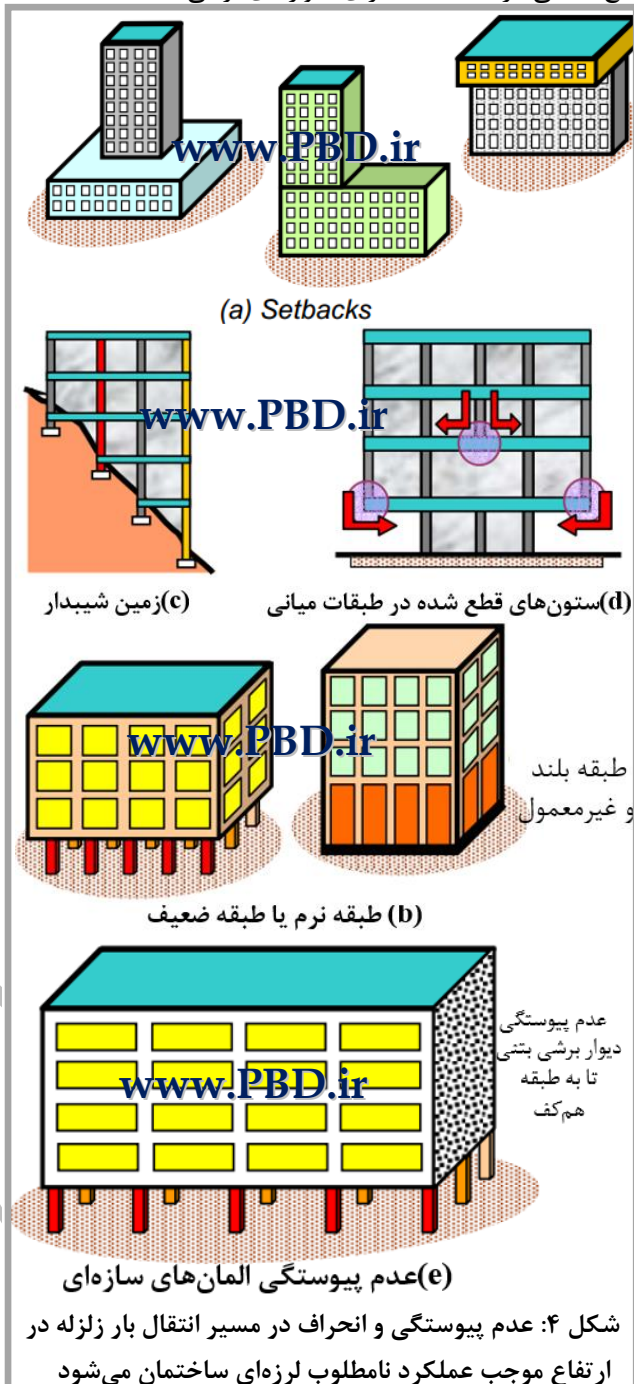 www.PBD.ir
(a) Setbacks
www.PBD.ir
(c)زمین شیبدار
(d)ستون‌های قطع شده در طبقات میانی
www.PBD.ir
طبقه بلند
و غیرمعمول
(b) طبقه نرم یا طبقه ضعیف
عدم پیوستگی
دیوار برشی بتنی
تا به طبقه
هم‌کف
www.PBD.ir
(e)عدم پیوستگی المان‌های سازه‌ای
شکل ۴: عدم پیوستگی و انحراف در مسیر انتقال بار زلزله در
ارتفاع موجب عملکرد نامطلوب لرزه‌ای ساختمان می‌شود